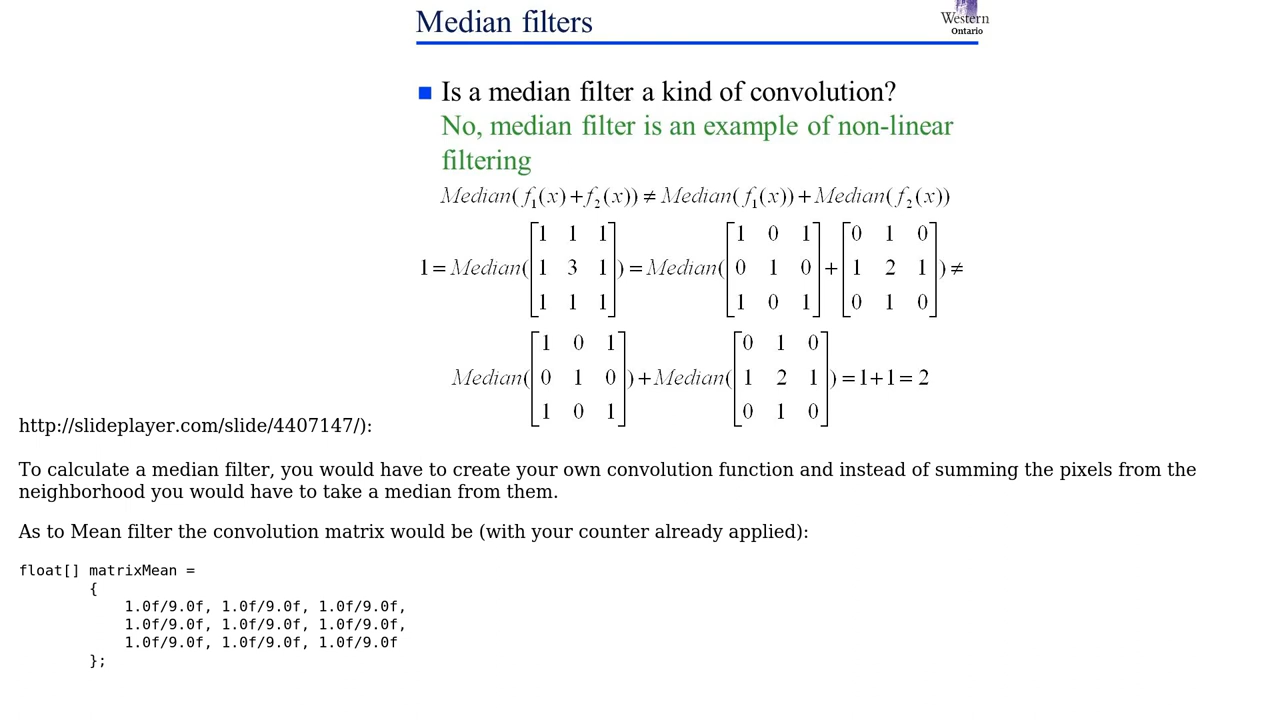 Median filters
Western
Ontario
Is a median filter a kind of convolution?
No, median filter is an example of non-linear
filtering
Median( f₁(x) + f₂(x)) ≠ Median( f₁(x)) + Median( f₂(x))
1 1 1 1 0 1 0 1 0
1 = Median( 1 3 1 ) = Median( 0 1 0 + 1 2 1 ) ≠
1 1 1 1 0 1 0 1 0
1 0 1 0 1 0
Median( 0 1 0 ) + Median( 1 2 1 ) = 1+1 = 2
1 0 1 0 1 0
http://slideplayer.com/slide/4407147/):
To calculate a median filter, you would have to create your own convolution function and instead of summing the pixels from the
neighborhood you would have to take a median from them.
As to Mean filter the convolution matrix would be (with your counter already applied):
float[] matrixMean =
{
1.0f/9.0f, 1.0f/9.0f, 1.0f/9.0f,
1.0f/9.0f, 1.0f/9.0f, 1.0f/9.0f,
1.0f/9.0f, 1.0f/9.0f, 1.0f/9.0f
};